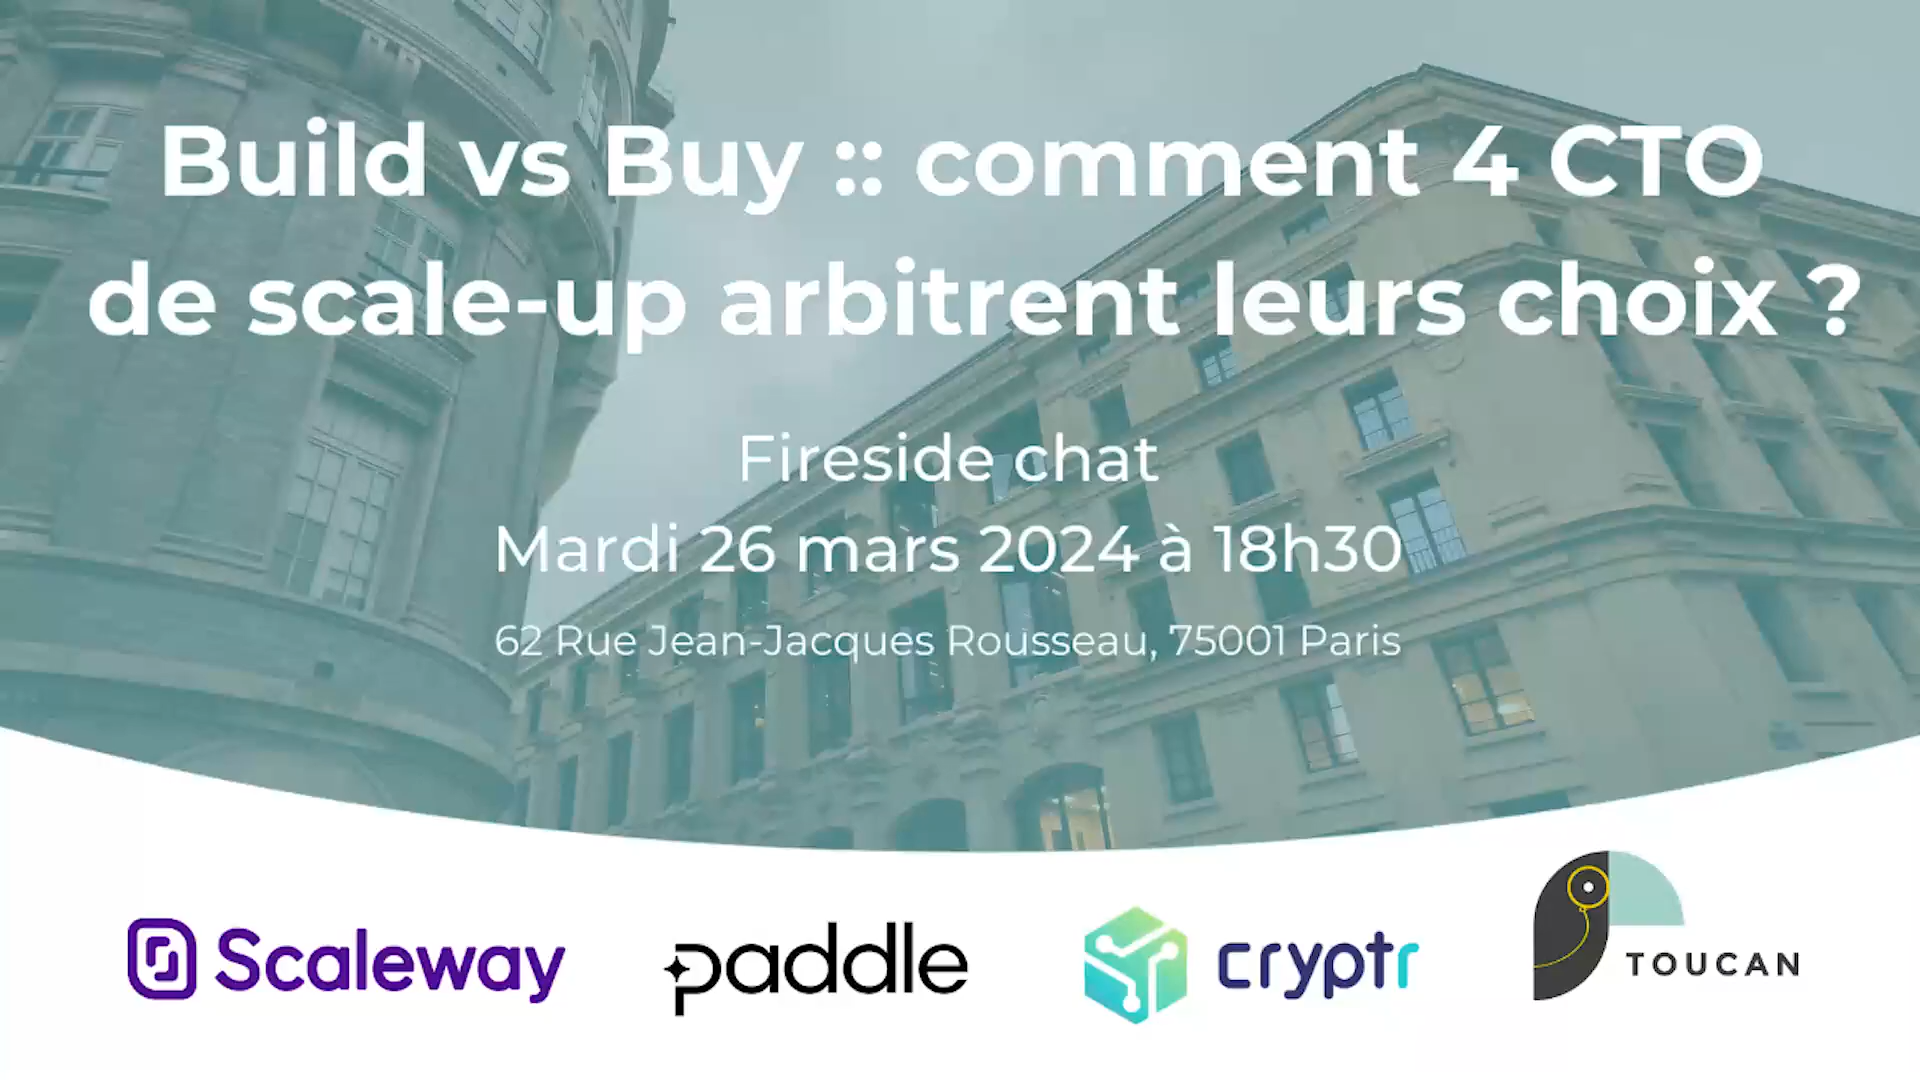 Build vs Buy :: comment 4 CTO
de scale-up arbitrent leurs choix ?
Fireside chat
Mardi 26 mars 2024 à 18h30
62 Rue Jean-Jacques Rousseau, 75001 Paris
Scaleway
paddle
cryptr
TOUCAN